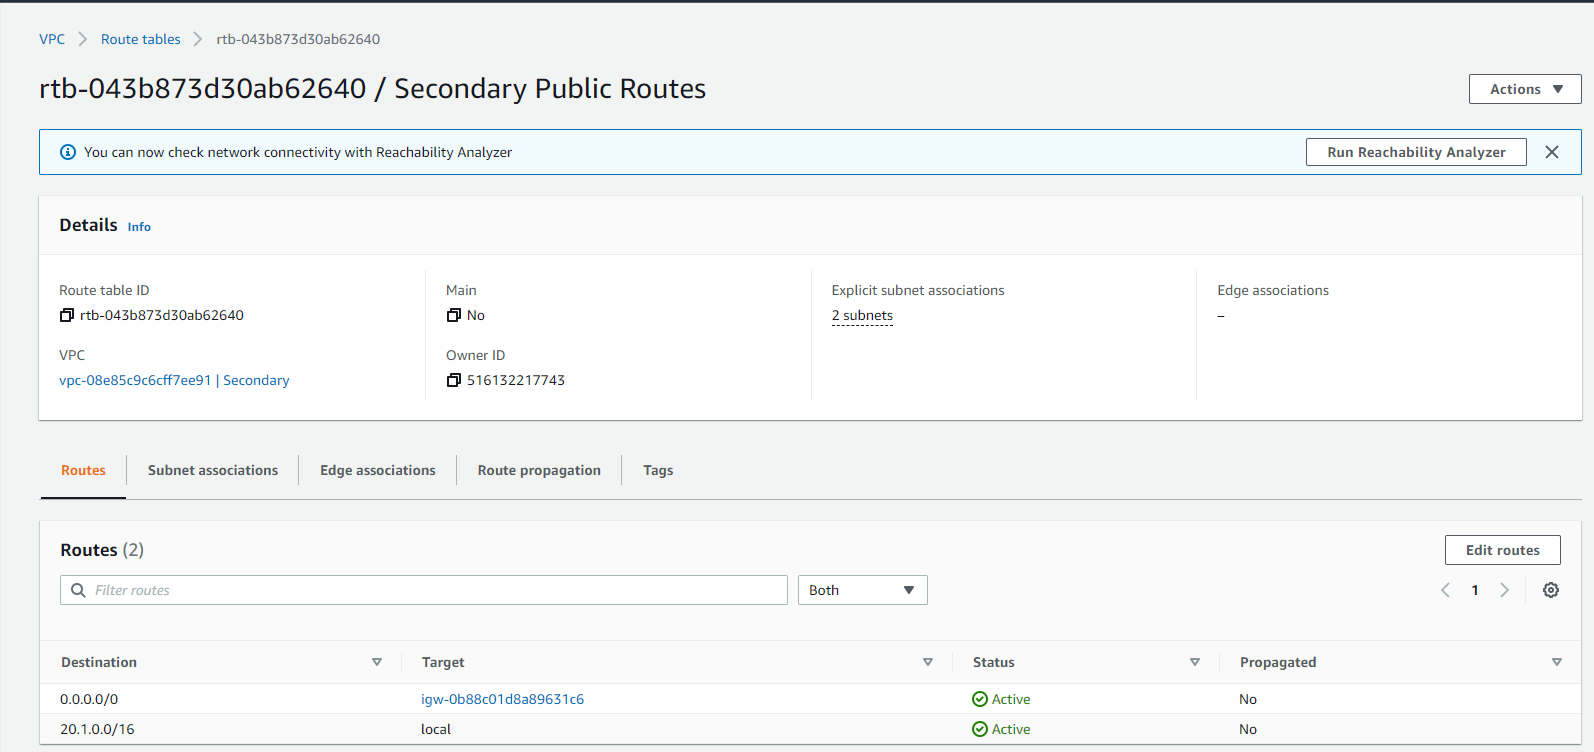 VPC > Route tables > rtb-043b873d30ab62640
rtb-043b873d30ab62640 / Secondary Public Routes
Actions
You can now check network connectivity with Reachability Analyzer
Run Reachability Analyzer
Details Info
Route table ID
rtb-043b873d30ab62640
Main
No
Explicit subnet associations
2 subnets
Edge associations
–
VPC
vpc-08e85c9c6cff7ee91 | Secondary
Owner ID
516132217743
Routes Subnet associations Edge associations Route propagation Tags
Routes (2)
Edit routes
Filter routes
Both
1
Destination Target Status Propagated
0.0.0.0/0 igw-0b88c01d8a89631c6 Active No
20.1.0.0/16 local Active No